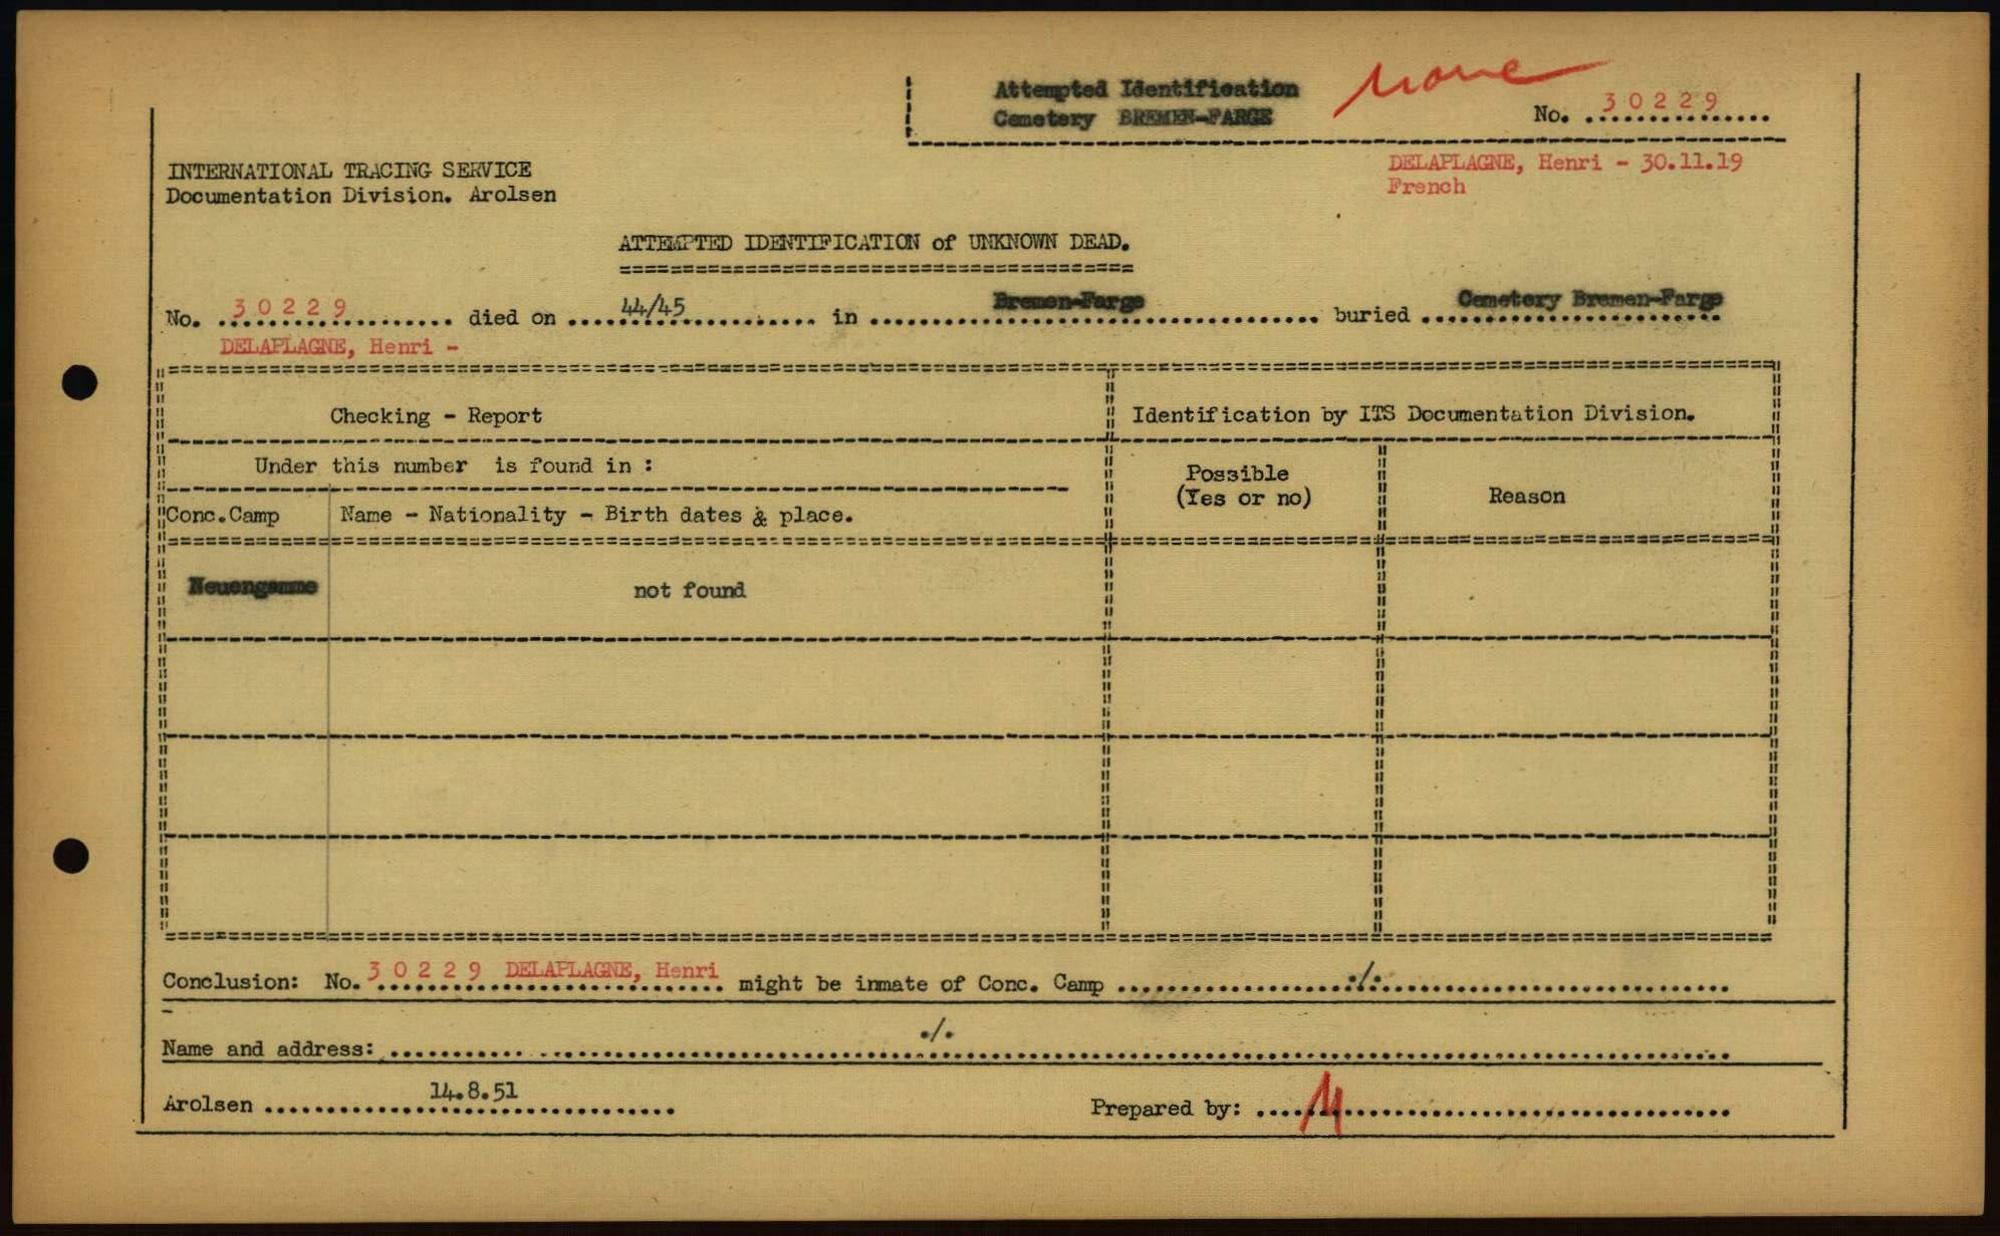 Attempted Identification
Cemetery BREMEN-FARGE
none
No. 30229
DELAPLAGNE, Henri - 30.11.19
French
INTERNATIONAL TRACING SERVICE
Documentation Division. Arolsen
ATTEMPTED IDENTIFICATION of UNKNOWN DEAD.
No. 30229 died on 44/45 in Bremen-Farge buried Cemetery Bremen-Farge
DELAPLAGNE, Henri -
Checking - Report
Identification by ITS Documentation Division.
Under this number is found in :
Possible
(Yes or no)
Reason
Conc.Camp
Name - Nationality - Birth dates & place.
Neuengamme
not found
Conclusion: No. 30229 DELAPLAGNE, Henri might be inmate of Conc. Camp ./.
Name and address: ./.
Arolsen 14.8.51
Prepared by: